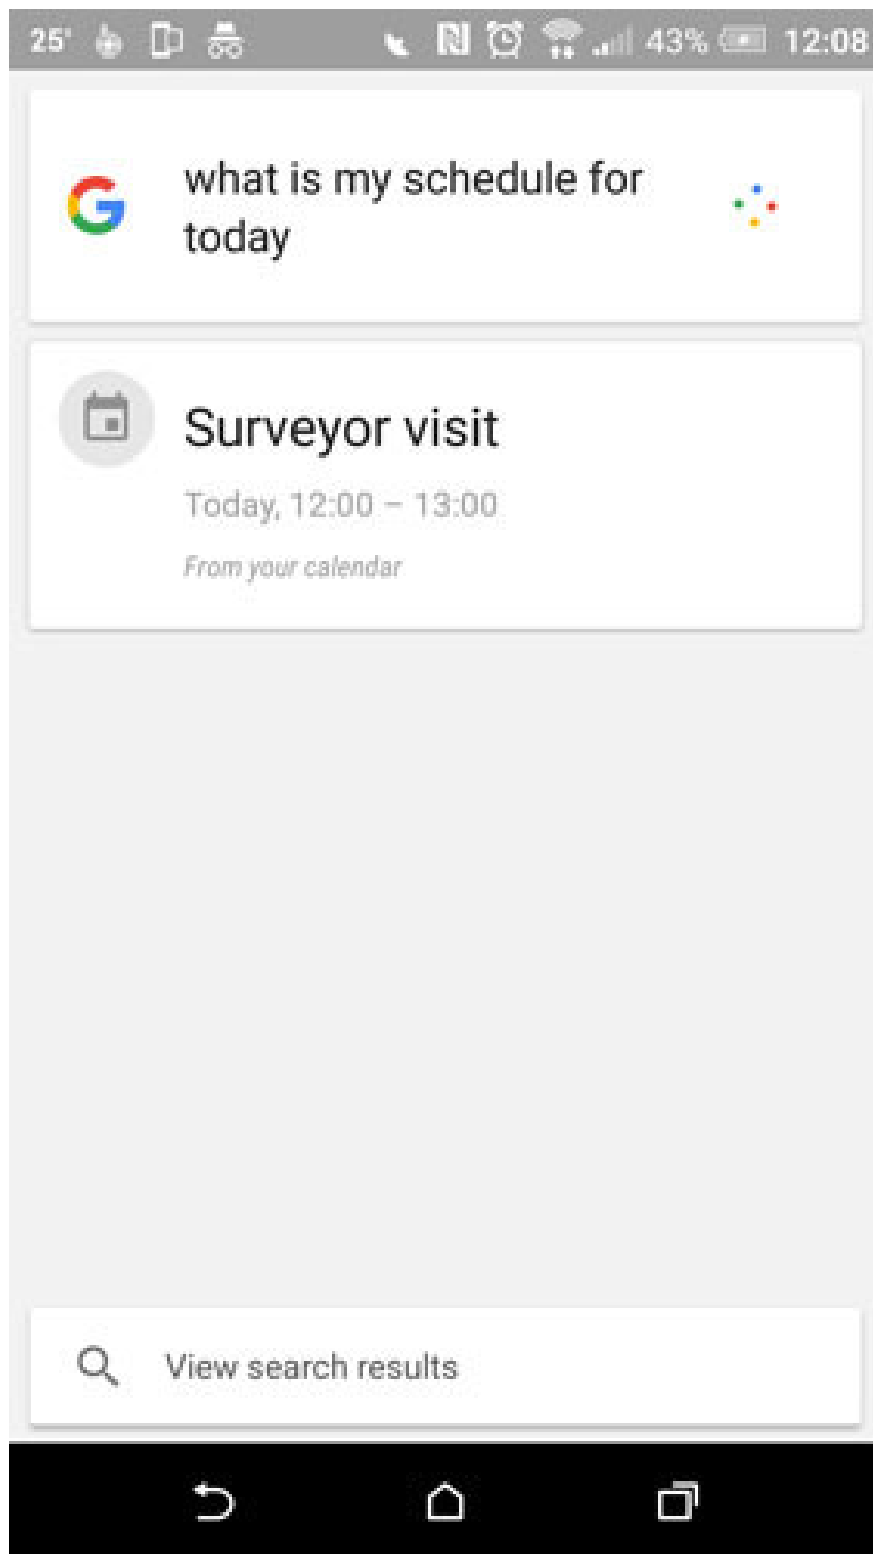 25° 43% 12:08
what is my schedule for
today
Surveyor visit
Today, 12:00 – 13:00
From your calendar
View search results